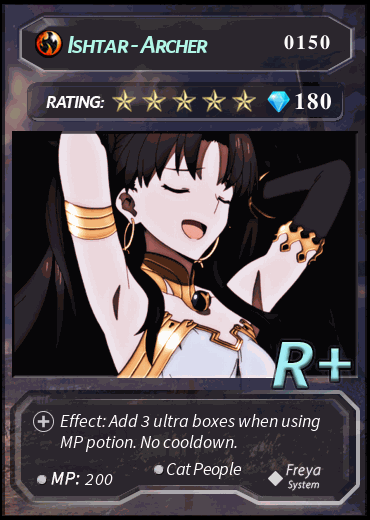 Ishtar - Archer 0150
RATING: 180
R+
Effect: Add 3 ultra boxes when using
MP potion. No cooldown.
MP: 200 Cat People Freya
System